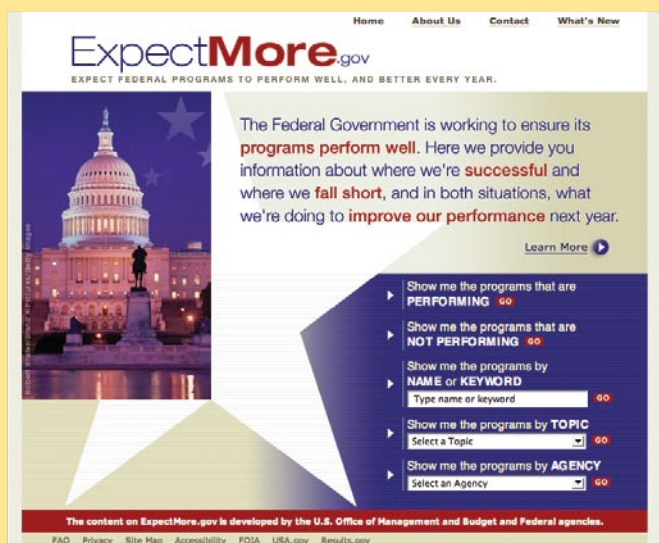 Home About Us Contact What's New
ExpectMore.gov
EXPECT FEDERAL PROGRAMS TO PERFORM WELL, AND BETTER EVERY YEAR.
The Federal Government is working to ensure its
programs perform well. Here we provide you
information about where we're successful and
where we fall short, and in both situations, what
we're doing to improve our performance next year.
Learn More
Show me the programs that are
PERFORMING GO
Show me the programs that are
NOT PERFORMING GO
Show me the programs by
NAME or KEYWORD
Type name or keyword GO
Show me the programs by TOPIC
Select a Topic GO
Show me the programs by AGENCY
Select an Agency GO
The content on ExpectMore.gov is developed by the U.S. Office of Management and Budget and Federal agencies.
FAQ Privacy Site Map Accessibility FOIA USA.gov Results.gov